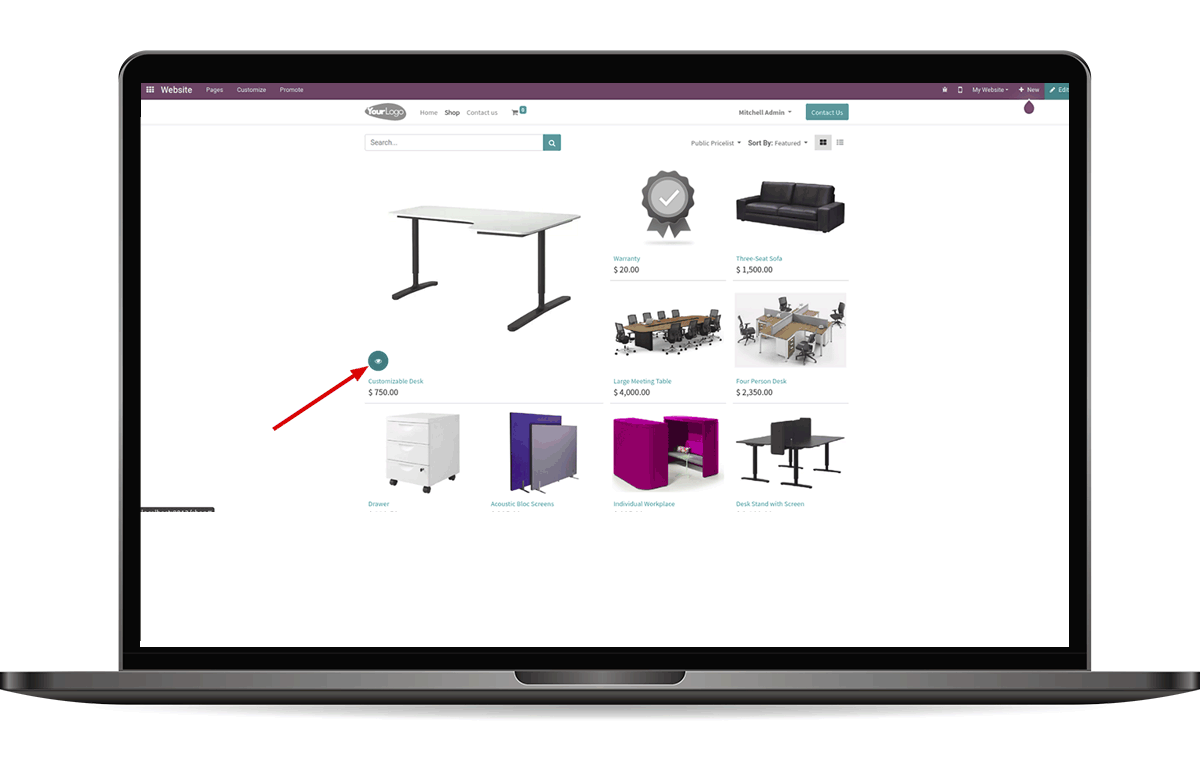 Website Pages Customize Promote My Website New Edit
YourLogo Home Shop Contact us 0 Mitchell Admin Contact Us
Search... Public Pricelist Sort By: Featured
Warranty Three-Seat Sofa
$ 20.00 $ 1,500.00
Customizable Desk Large Meeting Table Four Person Desk
$ 750.00 $ 4,000.00 $ 2,350.00
Drawer Acoustic Bloc Screens Individual Workplace Desk Stand with Screen